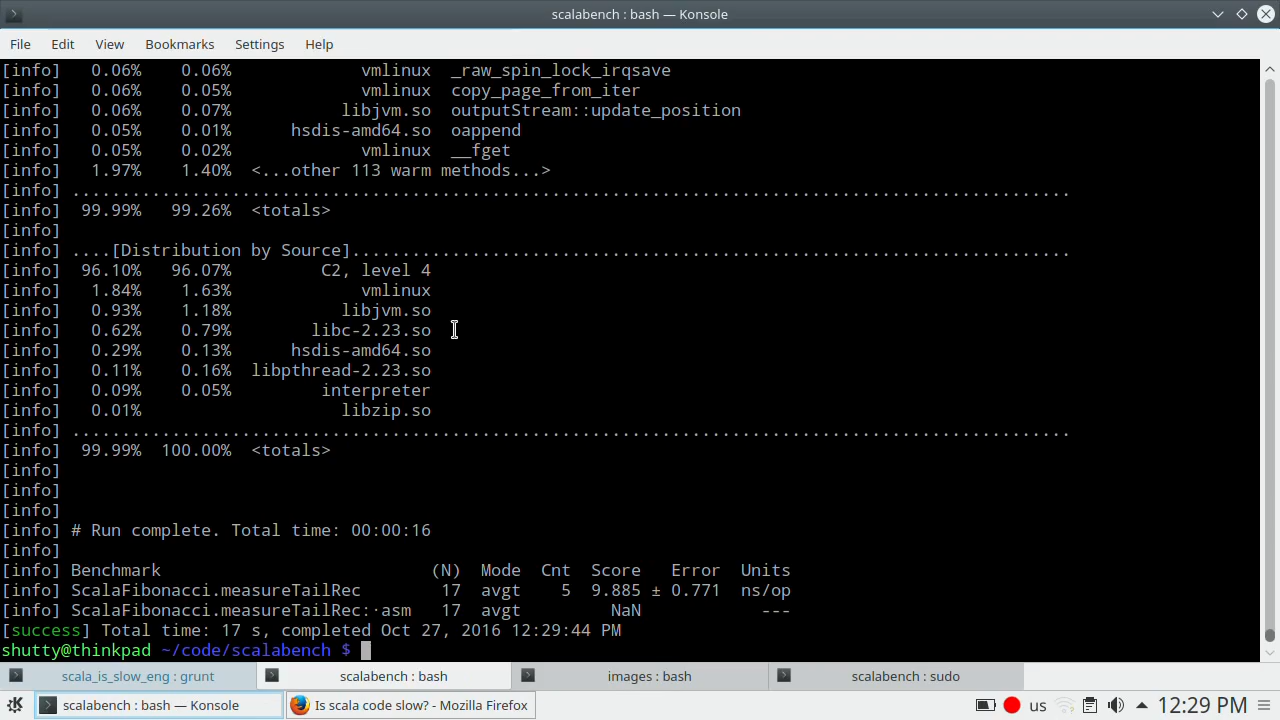 scalabench : bash — Konsole
File Edit View Bookmarks Settings Help
[info] 0.06% 0.06% vmlinux _raw_spin_lock_irqsave
[info] 0.06% 0.05% vmlinux copy_page_from_iter
[info] 0.06% 0.07% libjvm.so outputStream::update_position
[info] 0.05% 0.01% hsdis-amd64.so oappend
[info] 0.05% 0.02% vmlinux __fget
[info] 1.97% 1.40% <...other 113 warm methods...>
[info] ....................................................................................................
[info] 99.99% 99.26% <totals>
[info]
[info] ....[Distribution by Source]........................................................................
[info] 96.10% 96.07% C2, level 4
[info] 1.84% 1.63% vmlinux
[info] 0.93% 1.18% libjvm.so
[info] 0.62% 0.79% libc-2.23.so
[info] 0.29% 0.13% hsdis-amd64.so
[info] 0.11% 0.16% libpthread-2.23.so
[info] 0.09% 0.05% interpreter
[info] 0.01% libzip.so
[info] ....................................................................................................
[info] 99.99% 100.00% <totals>
[info]
[info]
[info]
[info] # Run complete. Total time: 00:00:16
[info]
[info] Benchmark (N) Mode Cnt Score Error Units
[info] ScalaFibonacci.measureTailRec 17 avgt 5 9.885 ± 0.771 ns/op
[info] ScalaFibonacci.measureTailRec:·asm 17 avgt NaN ---
[success] Total time: 17 s, completed Oct 27, 2016 12:29:44 PM
shutty@thinkpad ~/code/scalabench $
scala_is_slow_eng : grunt scalabench : bash images : bash scalabench : sudo
scalabench : bash — Konsole Is scala code slow? - Mozilla Firefox us 12:29 PM